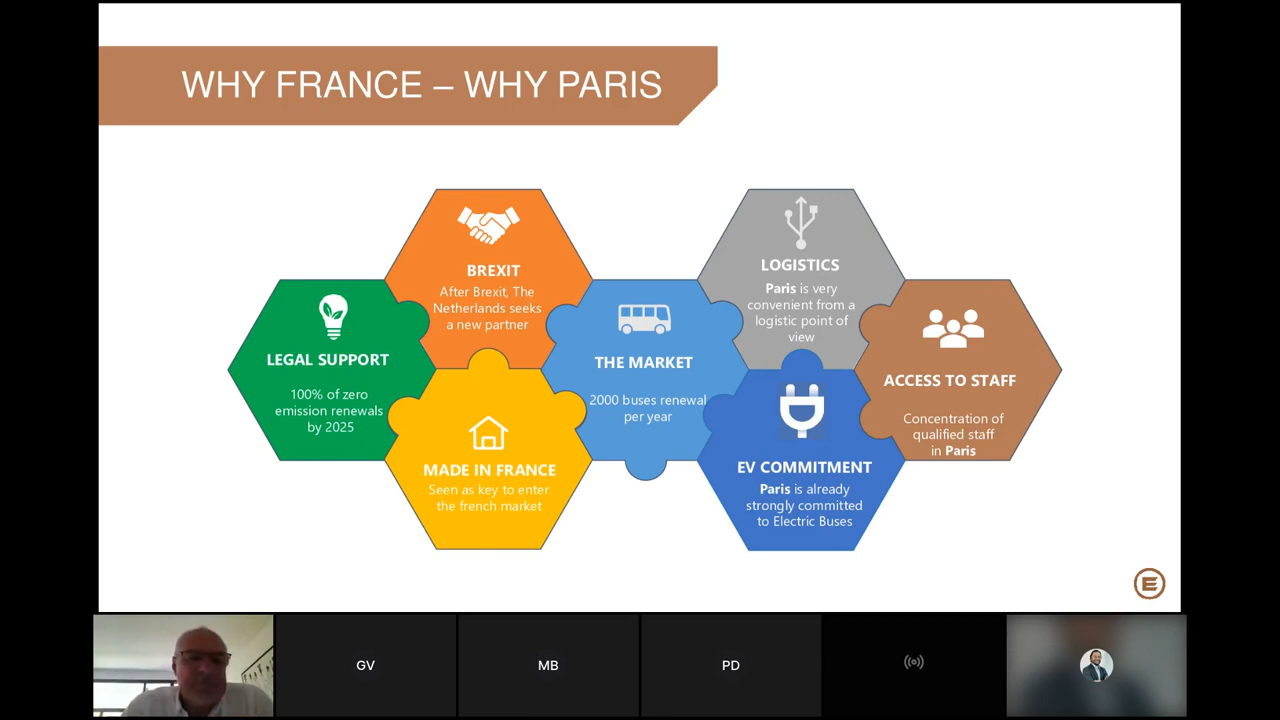 WHY FRANCE – WHY PARIS
BREXIT
After Brexit, The
Netherlands seeks
a new partner
LOGISTICS
Paris is very
convenient from a
logistic point of
view
LEGAL SUPPORT
100% of zero
emission renewals
by 2025
THE MARKET
2000 buses renewal
per year
ACCESS TO STAFF
Concentration of
qualified staff
in Paris
MADE IN FRANCE
Seen as key to enter
the french market
EV COMMITMENT
Paris is already
strongly committed
to Electric Buses
E
GV
MB
PD